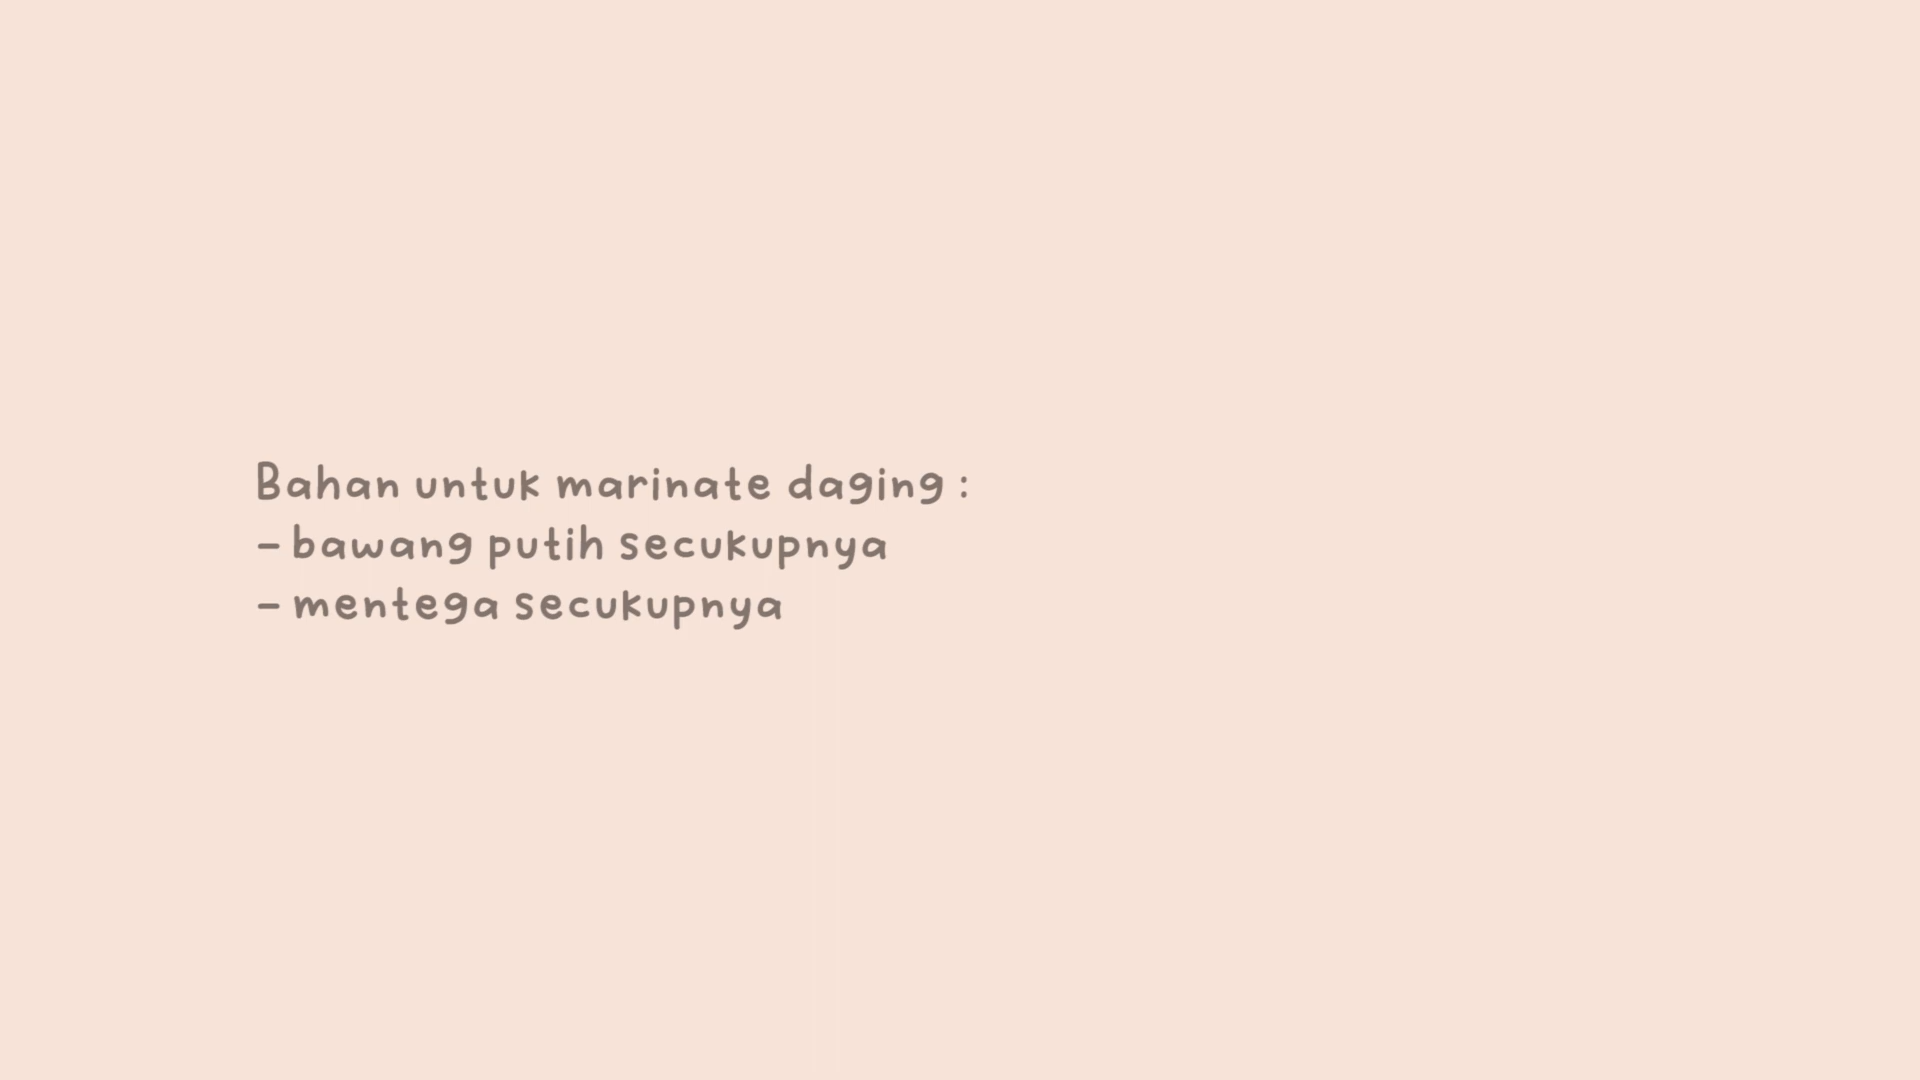 Bahan untuk marinate daging :
- bawang putih secukupnya
- mentega secukupnya